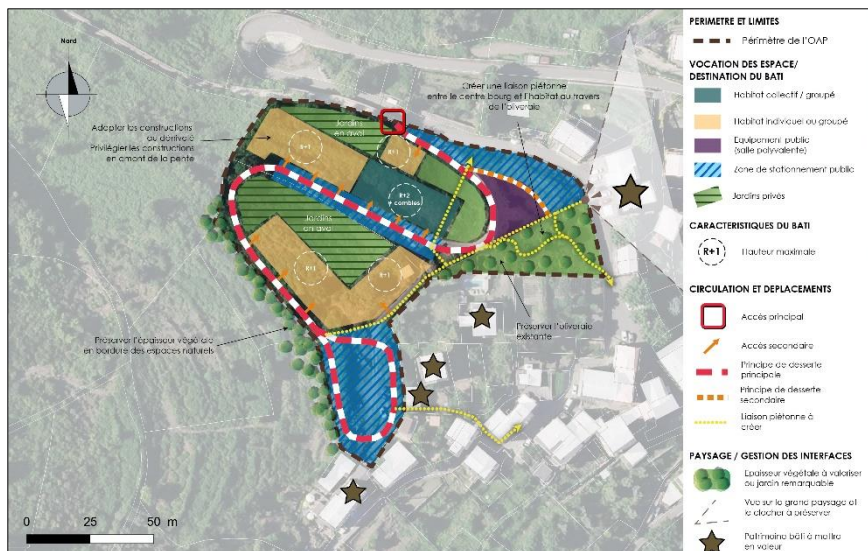 Nord
Adapter les constructions
au dénivelé
Privilégier les constructions
en amont de la pente
Créer une liaison piétonne
entre le centre bourg et l'habitat au travers
de l'oliveraie
Jardins
en aval
R+1
R+1
R+2
+ combles
Jardins
en aval
R+1
R+1
Préserver l'épaisseur végétale
en bordure des espaces naturels
Préserver l'oliveraie
existante
0 25 50 m
PERIMETRE ET LIMITES
Périmètre de l'OAP
VOCATION DES ESPACE/
DESTINATION DU BATI
Habitat collectif / groupé
Habitat individuel ou groupé
Equipement public
(salle polyvalente)
Zone de stationnement public
Jardins privés
CARACTERISTIQUES DU BATI
R+1
Hauteur maximale
CIRCULATION ET DEPLACEMENTS
Accès principal
Accès secondaire
Principe de desserte
principale
Principe de desserte
secondaire
Liaison piétonne à
créer
PAYSAGE / GESTION DES INTERFACES
Epaisseur végétale à valoriser
ou jardin remarquable
Vue sur le grand paysage et
le clocher à préserver
Patrimoine bâti à mettre
en valeur